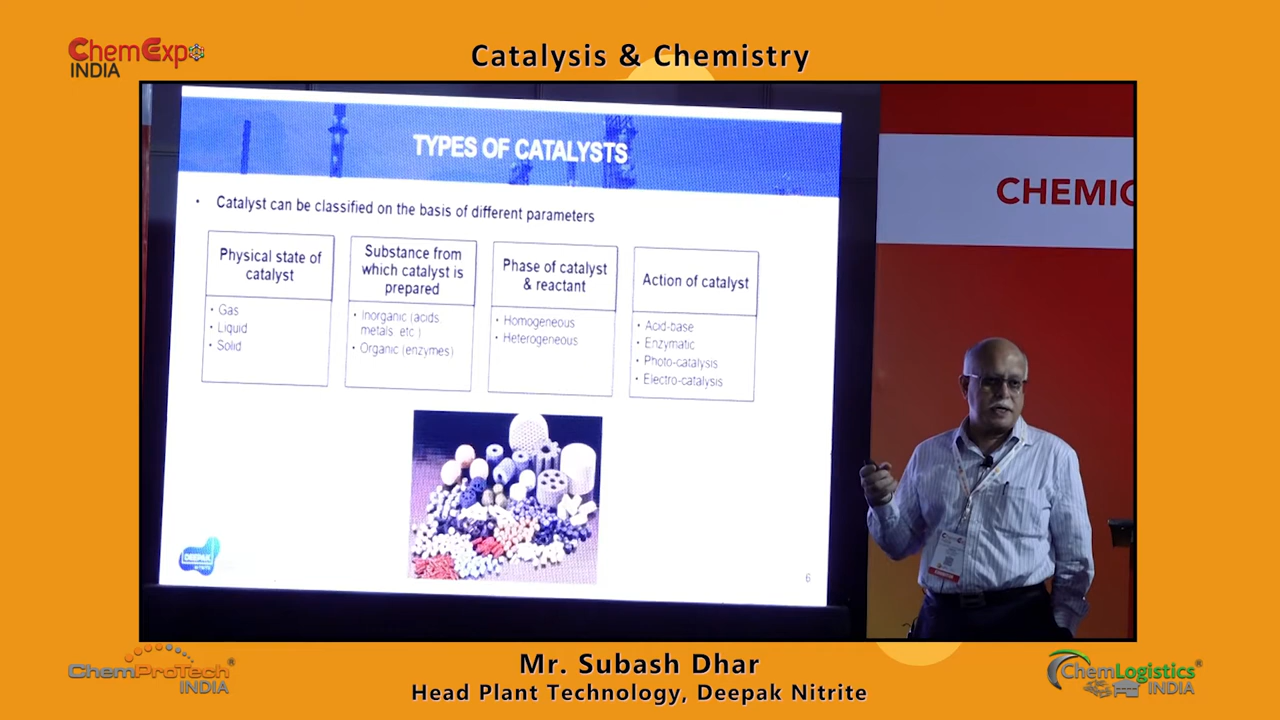 ChemExpo
INDIA
Catalysis & Chemistry
TYPES OF CATALYSTS
• Catalyst can be classified on the basis of different parameters
Physical state of
catalyst
• Gas
• Liquid
• Solid
Substance from
which catalyst is
prepared
• Inorganic (acids,
metals etc.)
• Organic (enzymes)
Phase of catalyst
& reactant
• Homogeneous
• Heterogeneous
Action of catalyst
• Acid-base
• Enzymatic
• Photo-catalysis
• Electro-catalysis
DEEPAK
NITRITE
6
CHEMIC
ChemProTech®
INDIA
Mr. Subash Dhar
Head Plant Technology, Deepak Nitrite
ChemLogistics®
INDIA